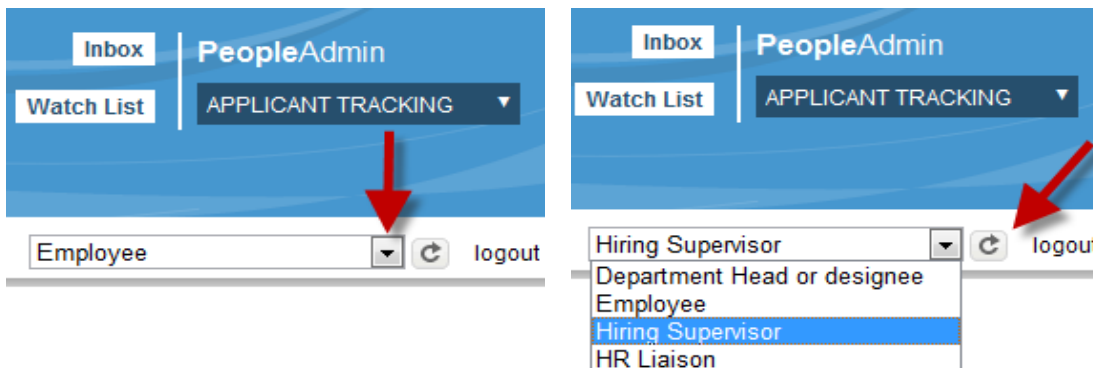 Inbox
PeopleAdmin
Watch List
APPLICANT TRACKING
Employee
logout
Inbox
PeopleAdmin
Watch List
APPLICANT TRACKING
Hiring Supervisor
logout
Department Head or designee
Employee
Hiring Supervisor
HR Liaison